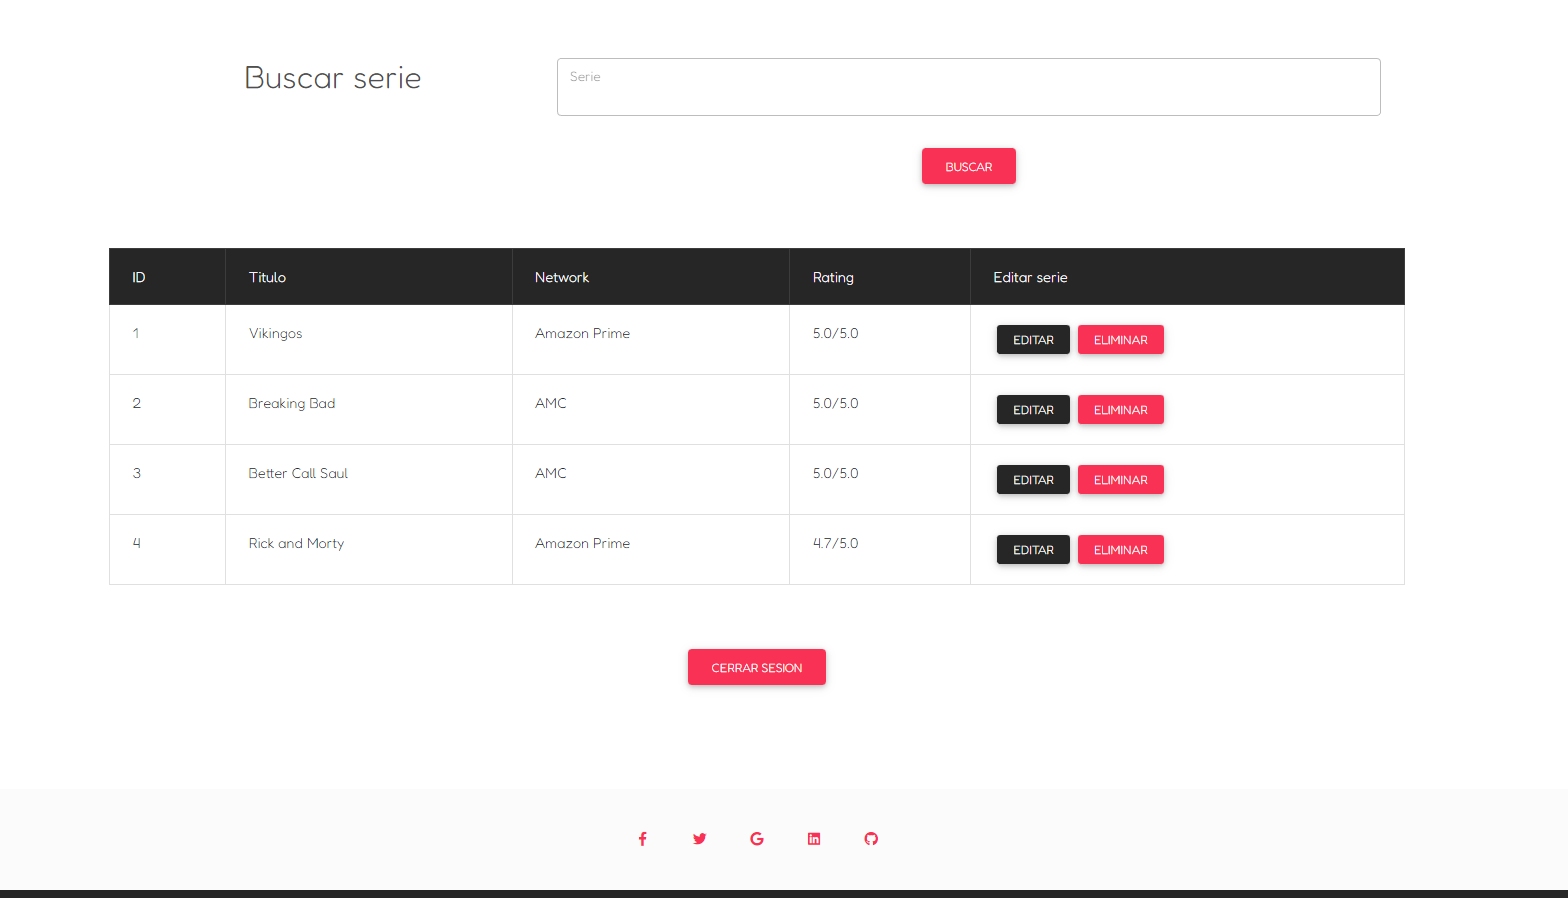 Buscar serie
Serie
BUSCAR
ID Titulo Network Rating Editar serie
1 Vikingos Amazon Prime 5.0/5.0 EDITAR ELIMINAR
2 Breaking Bad AMC 5.0/5.0 EDITAR ELIMINAR
3 Better Call Saul AMC 5.0/5.0 EDITAR ELIMINAR
4 Rick and Morty Amazon Prime 4.7/5.0 EDITAR ELIMINAR
CERRAR SESION